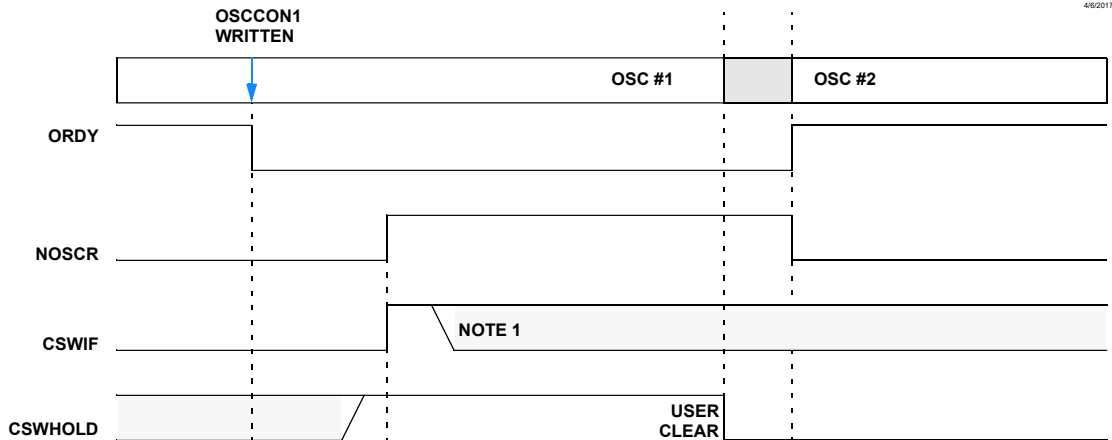 4/6/2017
OSCCON1
WRITTEN
OSC #1
OSC #2
ORDY
NOSCR
CSWIF
NOTE 1
CSWHOLD
USER
CLEAR